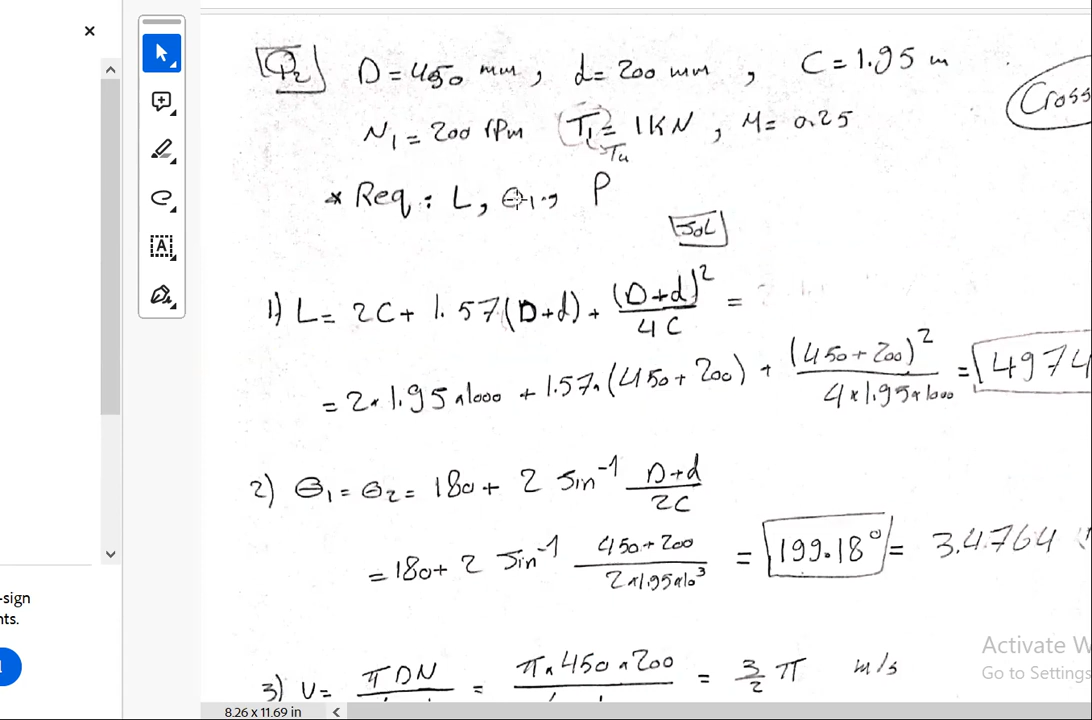 Q2 D = 450 mm , d = 200 mm , C = 1.95 m
Cross
N1 = 200 rpm T1 = 1 KN , M = 0.25
Tu
* Req : L, θ1, P
SOL
1) L = 2C + 1.57(D+d) + (D+d)² / 4C =
= 2 × 1.95 × 1000 + 1.57 × (450 + 200) + (450 + 200)² / 4 × 1.95 × 1000 = 4974
2) θ1 = θ2 = 180 + 2 Sin⁻¹ D+d / 2C
= 180 + 2 Sin⁻¹ 450 + 200 / 2 × 1.95 × 10³ = 199.18° = 3.4764
-sign
nts.
Activate W
Go to Settings
3) V = π D N = π × 450 × 200 = 3/2 π m/s
8.26 x 11.69 in